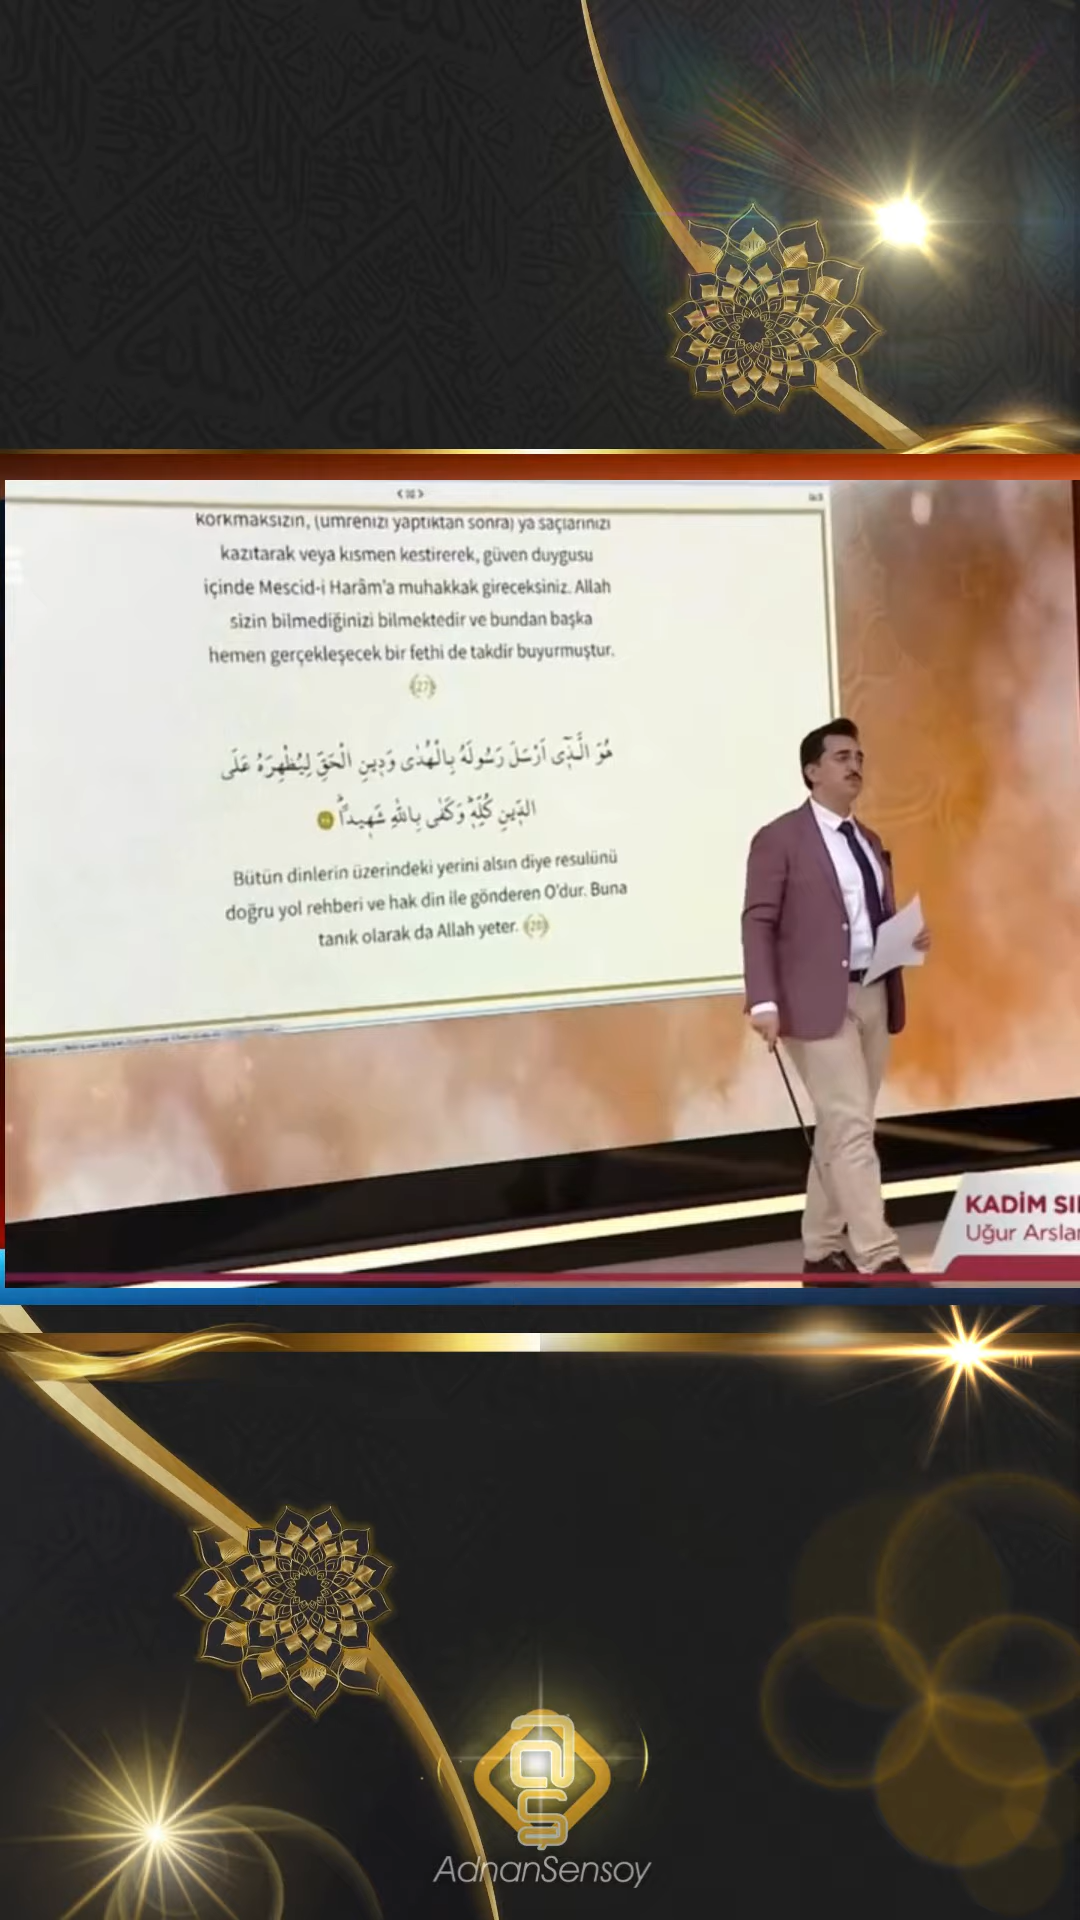 korkmaksızın, (umrenizi yaptıktan sonra) ya saçlarınızı
kazıtarak veya kısmen kestirerek, güven duygusu
içinde Mescid-i Harâm'a muhakkak gireceksiniz. Allah
sizin bilmediğinizi bilmektedir ve bundan başka
hemen gerçekleşecek bir fethi de takdir buyurmuştur.
﴾27﴿
هُوَ الَّذٖٓي اَرْسَلَ رَسُولَهُ بِالْهُدٰى وَدٖينِ الْحَقِّ لِيُظْهِرَهُ عَلَى
الدّٖينِ كُلِّهٖؕ وَكَفٰى بِاللّٰهِ شَهٖيداًؕ
Bütün dinlerin üzerindeki yerini alsın diye resulünü
doğru yol rehberi ve hak din ile gönderen O'dur. Buna
tanık olarak da Allah yeter. ﴾28﴿
KADİM SI
Uğur Arslan
AdnanSensoy